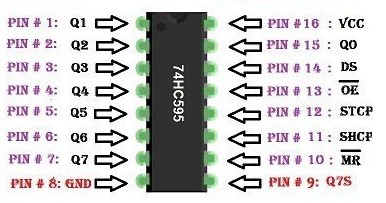 PIN # 1: Q1
PIN # 2: Q2
PIN # 3: Q3
PIN # 4: Q4
PIN # 5: Q5
PIN # 6: Q6
PIN # 7: Q7
PIN # 8: GND
74HC595
PIN #16 : VCC
PIN # 15 : Q0
PIN # 14 : DS
PIN # 13 : O̅E̅
PIN # 12 : STCP
PIN # 11 : SHCP
PIN # 10 : M̅R̅
PIN # 9: Q7S